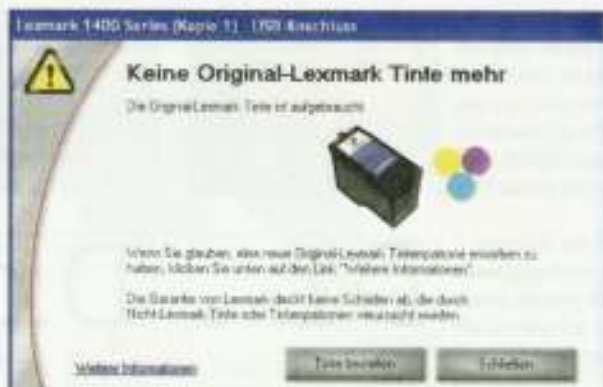 Lexmark 1400 Series (Kopie 1) USB Anschluss
Keine Original-Lexmark Tinte mehr
Die Original-Lexmark Tinte ist aufgebraucht
Wenn Sie glauben, eine neue Original-Lexmark Tintenpatrone erworben zu
haben, klicken Sie unten auf den Link "Weitere Informationen".
Die Garantie von Lexmark deckt keine Schäden ab, die durch
Nicht-Lexmark Tinte oder Tintenpatronen verursacht werden.
Weitere Informationen
Tinte bestellen
Schließen